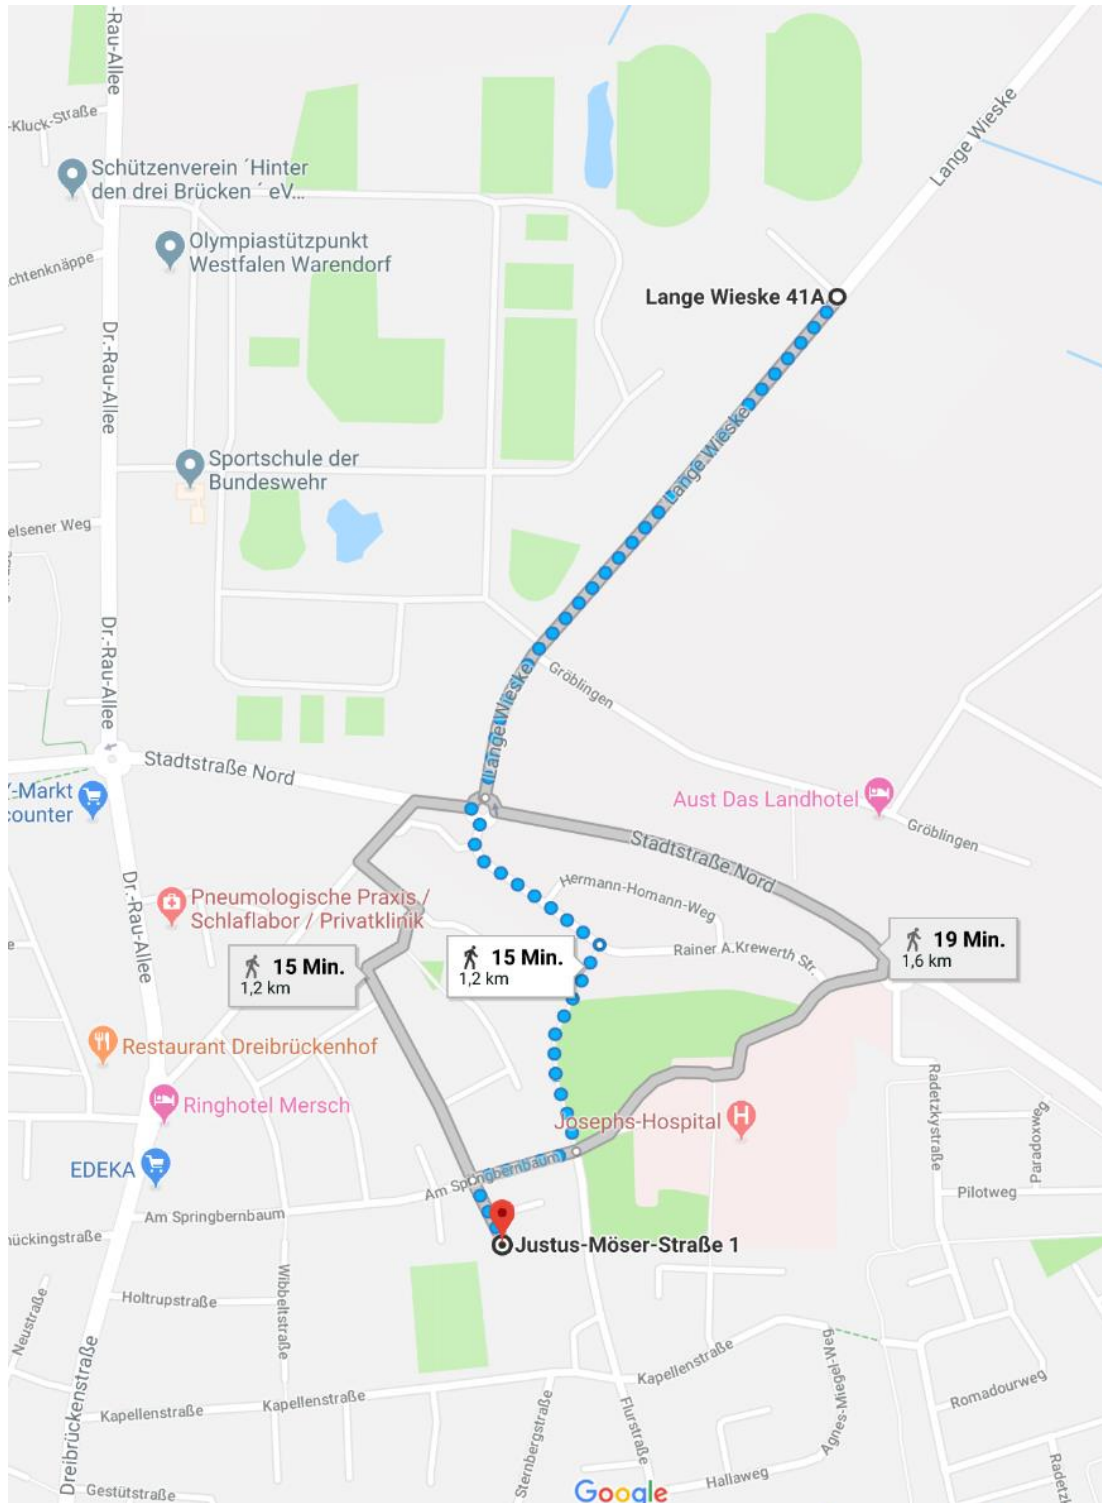 -Rau-Allee
-Kluck-Straße
Lange Wieske
Schützenverein ´Hinter
den drei Brücken ´ eV...
Olympiastützpunkt
Westfalen Warendorf
chtenknäppe
Lange Wieske 41A
Dr.-Rau-Allee
Lange Wieske
Sportschule der
Bundeswehr
elsener Weg
Dr.-Rau-Allee
Lange Wieske
Gröblingen
Stadtstraße Nord
Y-Markt
counter
Aust Das Landhotel
Gröblingen
Stadtstraße Nord
Dr.-Rau-Allee
Hermann-Homann-Weg
Pneumologische Praxis /
Schlaflabor / Privatklinik
Rainer A.Krewerth Str.
15 Min.
1,2 km
15 Min.
1,2 km
19 Min.
1,6 km
Restaurant Dreibrückenhof
Ringhotel Mersch
Josephs-Hospital
H
Radetzkystraße
Paradoxweg
EDEKA
Am Springbernbaum
Pilotweg
Am Springbernbaum
nückingstraße
Justus-Möser-Straße 1
Wibbeltstraße
Holtrupstraße
Neustraße
Kapellenstraße
Agnes-Miegel-Weg
Romadourweg
Kapellenstraße
Kapellenstraße
Dreibrückenstraße
Sternbergstraße
Flurstraße
Hallaweg
Radetzl
Gestütstraße
Google